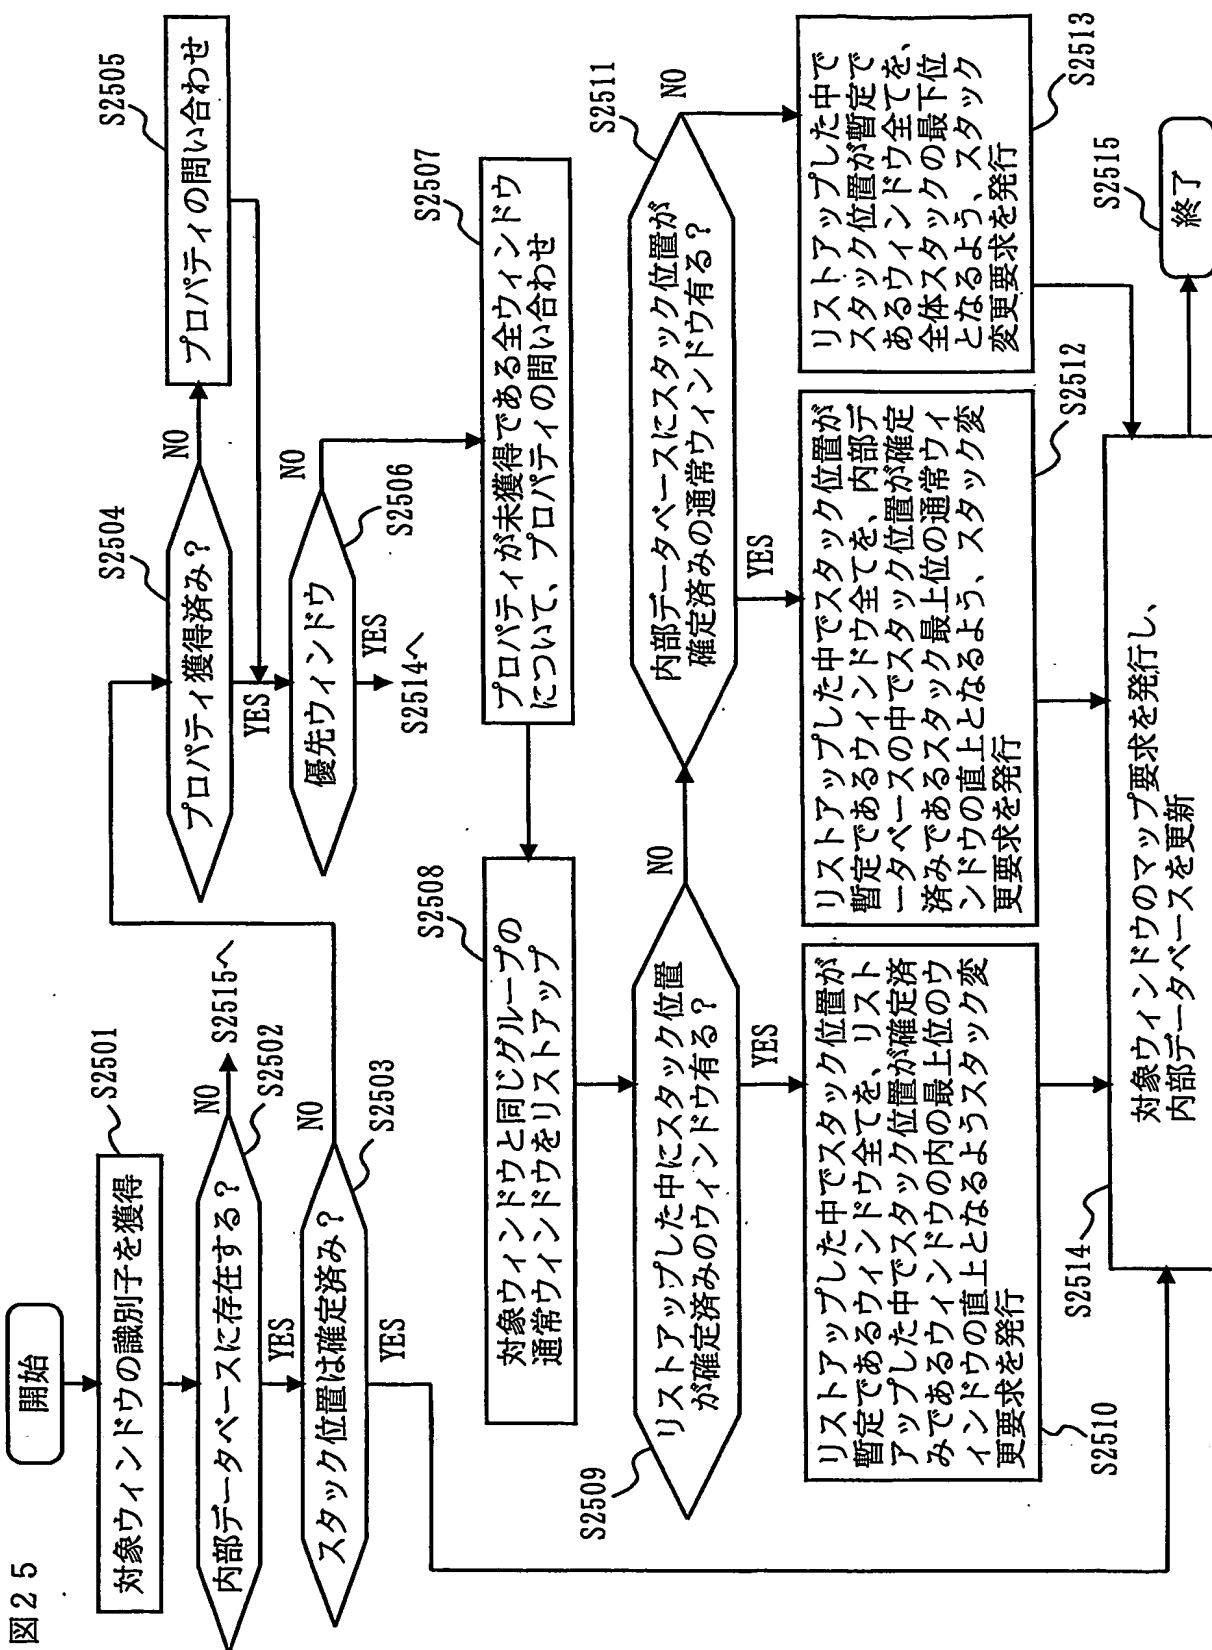 図25
開始
対象ウィンドウの識別子を獲得
S2501
内部データベースに存在する?
NO
S2515へ
S2502
YES
スタック位置は確定済み?
NO
S2503
YES
プロパティ獲得済み?
S2504
NO
YES
プロパティの問い合わせ
S2505
優先ウィンドウ
NO
S2506
YES
S2514へ
プロパティが未獲得である全ウィンドウ
について、プロパティの問い合わせ
S2507
対象ウィンドウと同じグループの
通常ウィンドウをリストアップ
S2508
リストアップした中にスタック位置
が確定済みのウィンドウ有る?
S2509
NO
YES
リストアップした中でスタック位置が
暫定であるウィンドウ全てを、リスト
アップした中でスタック位置が確定済
みであるウィンドウの内の最上位のウ
ィンドウの直上となるようスタック変
更要求を発行
S2510
内部データベースにスタック位置が
確定済みの通常ウィンドウ有る?
S2511
NO
YES
リストアップした中でスタック位置が
暫定であるウィンドウ全てを、内部デ
ータベースの中でスタック位置が確定
済みであるスタック最上位の通常ウィ
ンドウの直上となるよう、スタック変
更要求を発行
S2512
リストアップした中で
スタック位置が暫定で
あるウィンドウ全てを、
全体スタックの最下位
となるよう、スタック
変更要求を発行
S2513
対象ウィンドウのマップ要求を発行し、
内部データベースを更新
S2514
終了
S2515